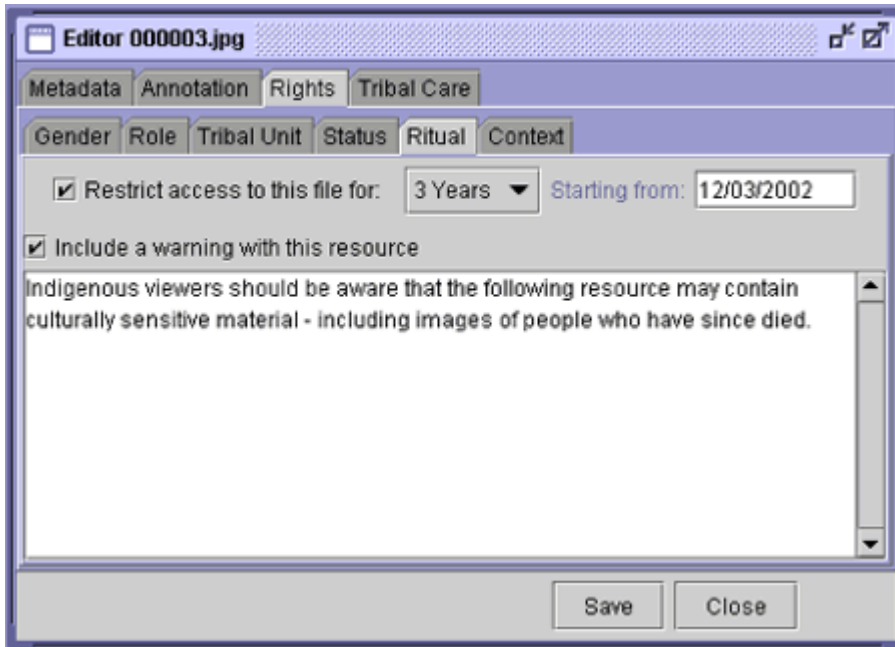 Editor 000003.jpg
Metadata Annotation Rights Tribal Care
Gender Role Tribal Unit Status Ritual Context
Restrict access to this file for: 3 Years Starting from: 12/03/2002
Include a warning with this resource
Indigenous viewers should be aware that the following resource may contain
culturally sensitive material - including images of people who have since died.
Save Close